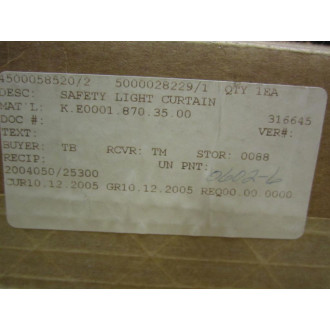 4500058520/2 5000028229/1 QTY 1EA
DESC: SAFETY LIGHT CURTAIN
MAT'L: K.E0001.870.35.00
DOC #: 316645
TEXT: VER#:
BUYER: TB RCVR: TM STOR: 0088
RECIP: UN PNT:
2004050/25300 0602-L
CUR10.12.2005 GR10.12.2005 REQ00.00.0000